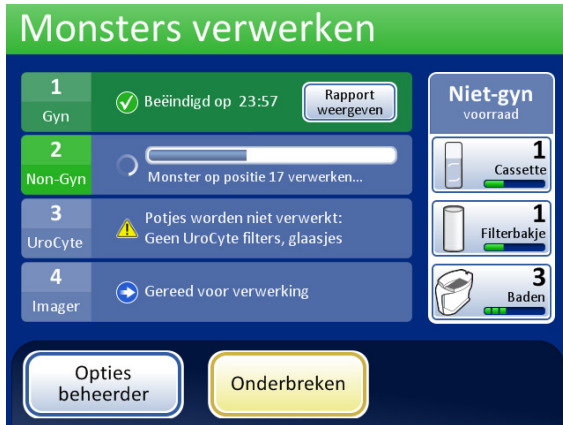 Monsters verwerken
1
Gyn
Beëindigd op 23:57
Rapport
weergeven
2
Non-Gyn
Monster op positie 17 verwerken...
3
UroCyte
Potjes worden niet verwerkt:
Geen UroCyte filters, glaasjes
4
Imager
Gereed voor verwerking
Niet-gyn
voorraad
1
Cassette
1
Filterbakje
3
Baden
Opties
beheerder
Onderbreken